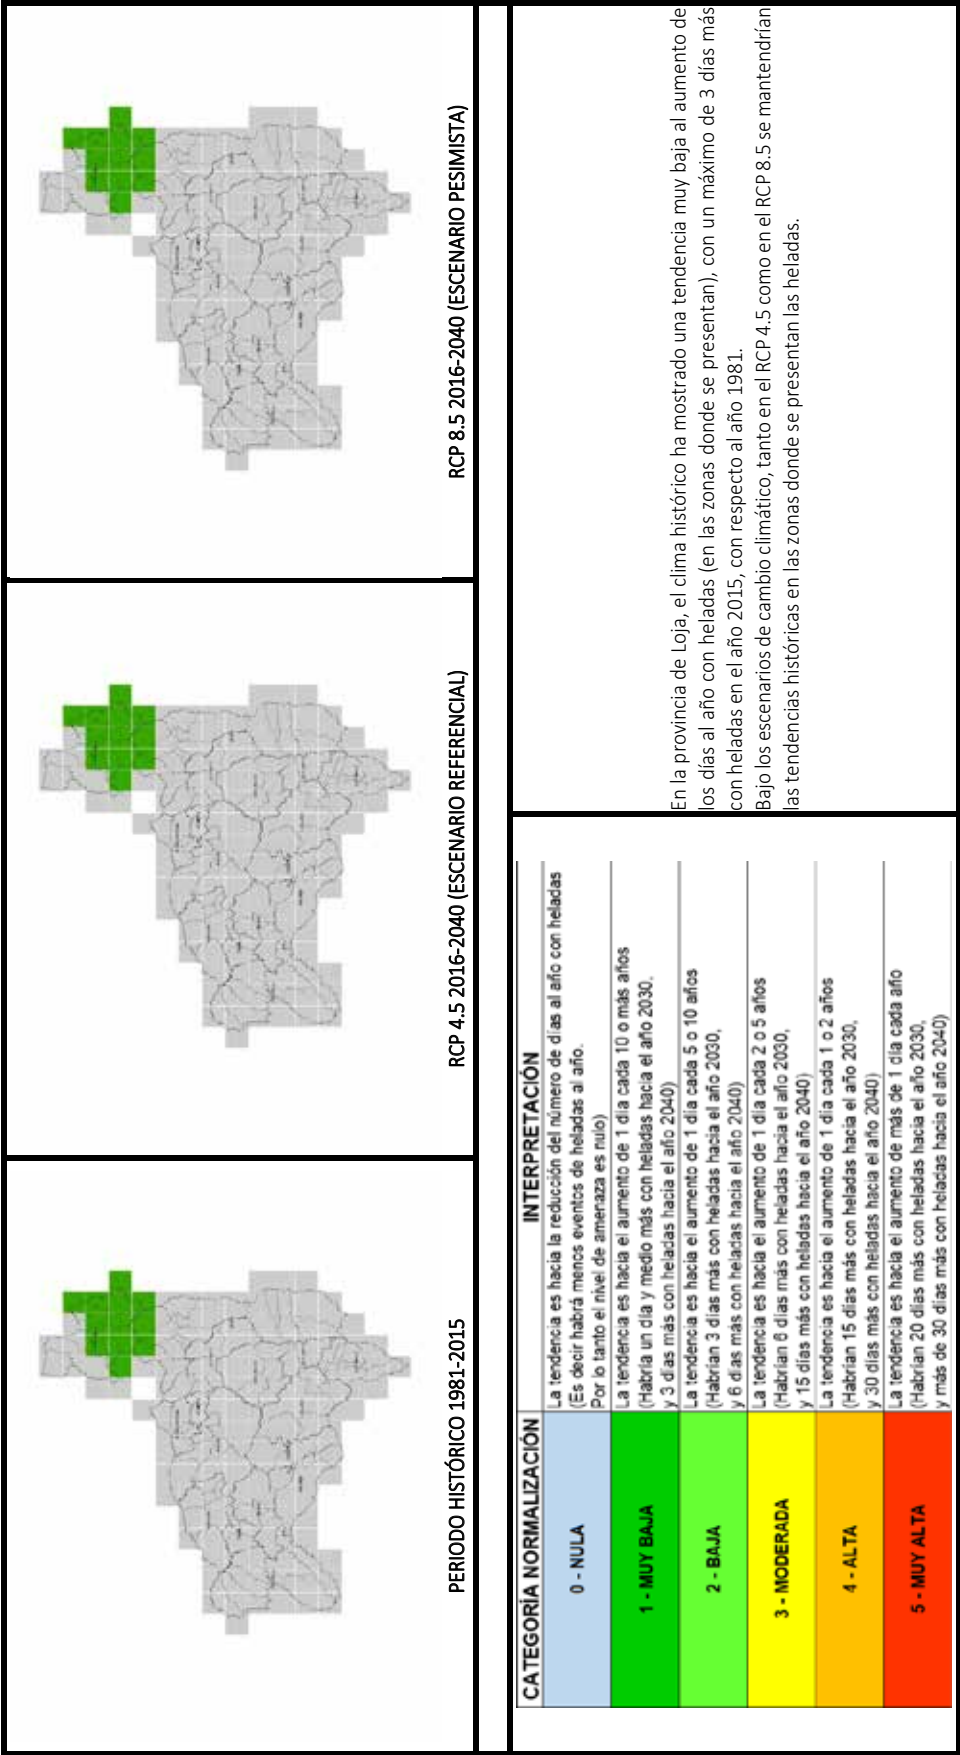 PERIODO HISTÓRICO 1981-2015
RCP 4.5 2016-2040 (ESCENARIO REFERENCIAL)
RCP 8.5 2016-2040 (ESCENARIO PESIMISTA)
CATEGORÍA NORMALIZACIÓN
INTERPRETACIÓN
0 - NULA
La tendencia es hacia la reducción del número de días al año con heladas
(Es decir habrá menos eventos de heladas al año.
Por lo tanto el nivel de amenaza es nulo)
1 - MUY BAJA
La tendencia es hacia el aumento de 1 día cada 10 o más años
(Habría un día y medio más con heladas hacia el año 2030,
y 3 días más con heladas hacia el año 2040)
2 - BAJA
La tendencia es hacia el aumento de 1 día cada 5 o 10 años
(Habrían 3 días más con heladas hacia el año 2030,
y 6 días más con heladas hacia el año 2040)
3 - MODERADA
La tendencia es hacia el aumento de 1 día cada 2 o 5 años
(Habrían 6 días más con heladas hacia el año 2030,
y 15 días más con heladas hacia el año 2040)
4 - ALTA
La tendencia es hacia el aumento de 1 día cada 1 o 2 años
(Habrían 15 días más con heladas hacia el año 2030,
y 30 días más con heladas hacia el año 2040)
5 - MUY ALTA
La tendencia es hacia el aumento de más de 1 día cada año
(Habrían 20 días más con heladas hacia el año 2030,
y más de 30 días más con heladas hacia el año 2040)
En la provincia de Loja, el clima histórico ha mostrado una tendencia muy baja al aumento de
los días al año con heladas (en las zonas donde se presentan), con un máximo de 3 días más
con heladas en el año 2015, con respecto al año 1981.
Bajo los escenarios de cambio climático, tanto en el RCP 4.5 como en el RCP 8.5 se mantendrían
las tendencias históricas en las zonas donde se presentan las heladas.